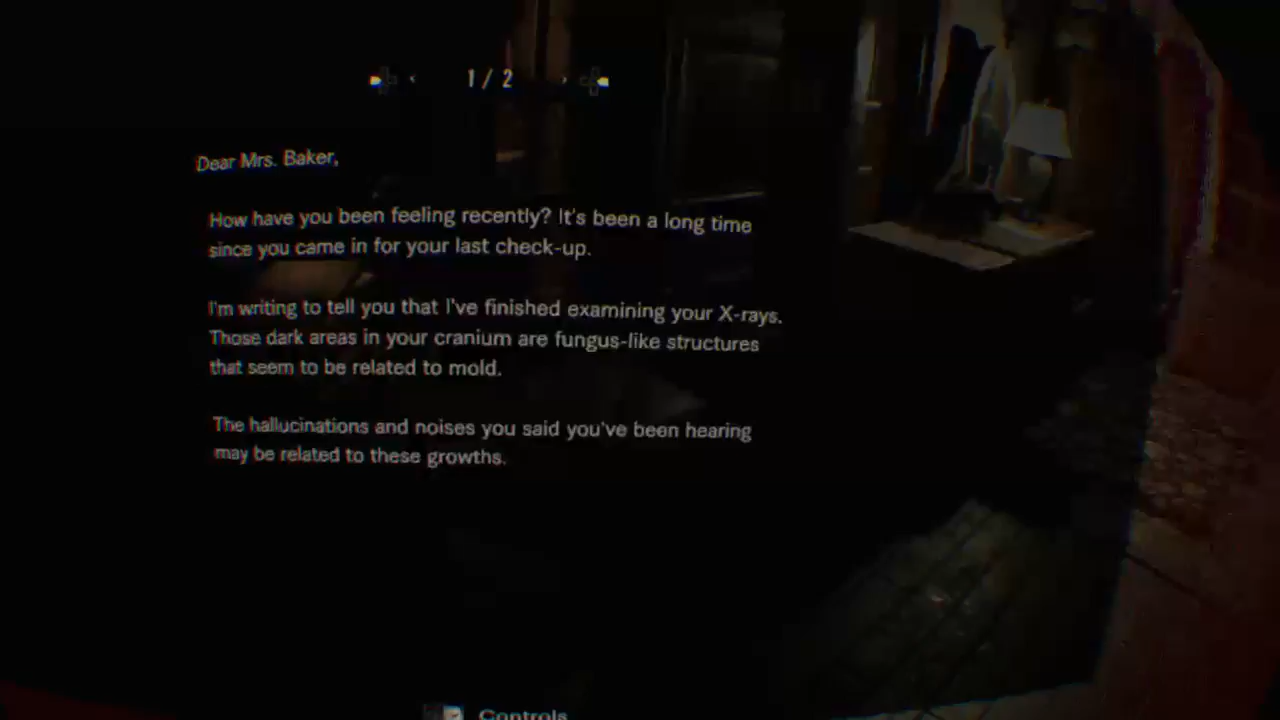 1 / 2
Dear Mrs. Baker,
How have you been feeling recently? It's been a long time
since you came in for your last check-up.
I'm writing to tell you that I've finished examining your X-rays.
Those dark areas in your cranium are fungus-like structures
that seem to be related to mold.
The hallucinations and noises you said you've been hearing
may be related to these growths.
Controls